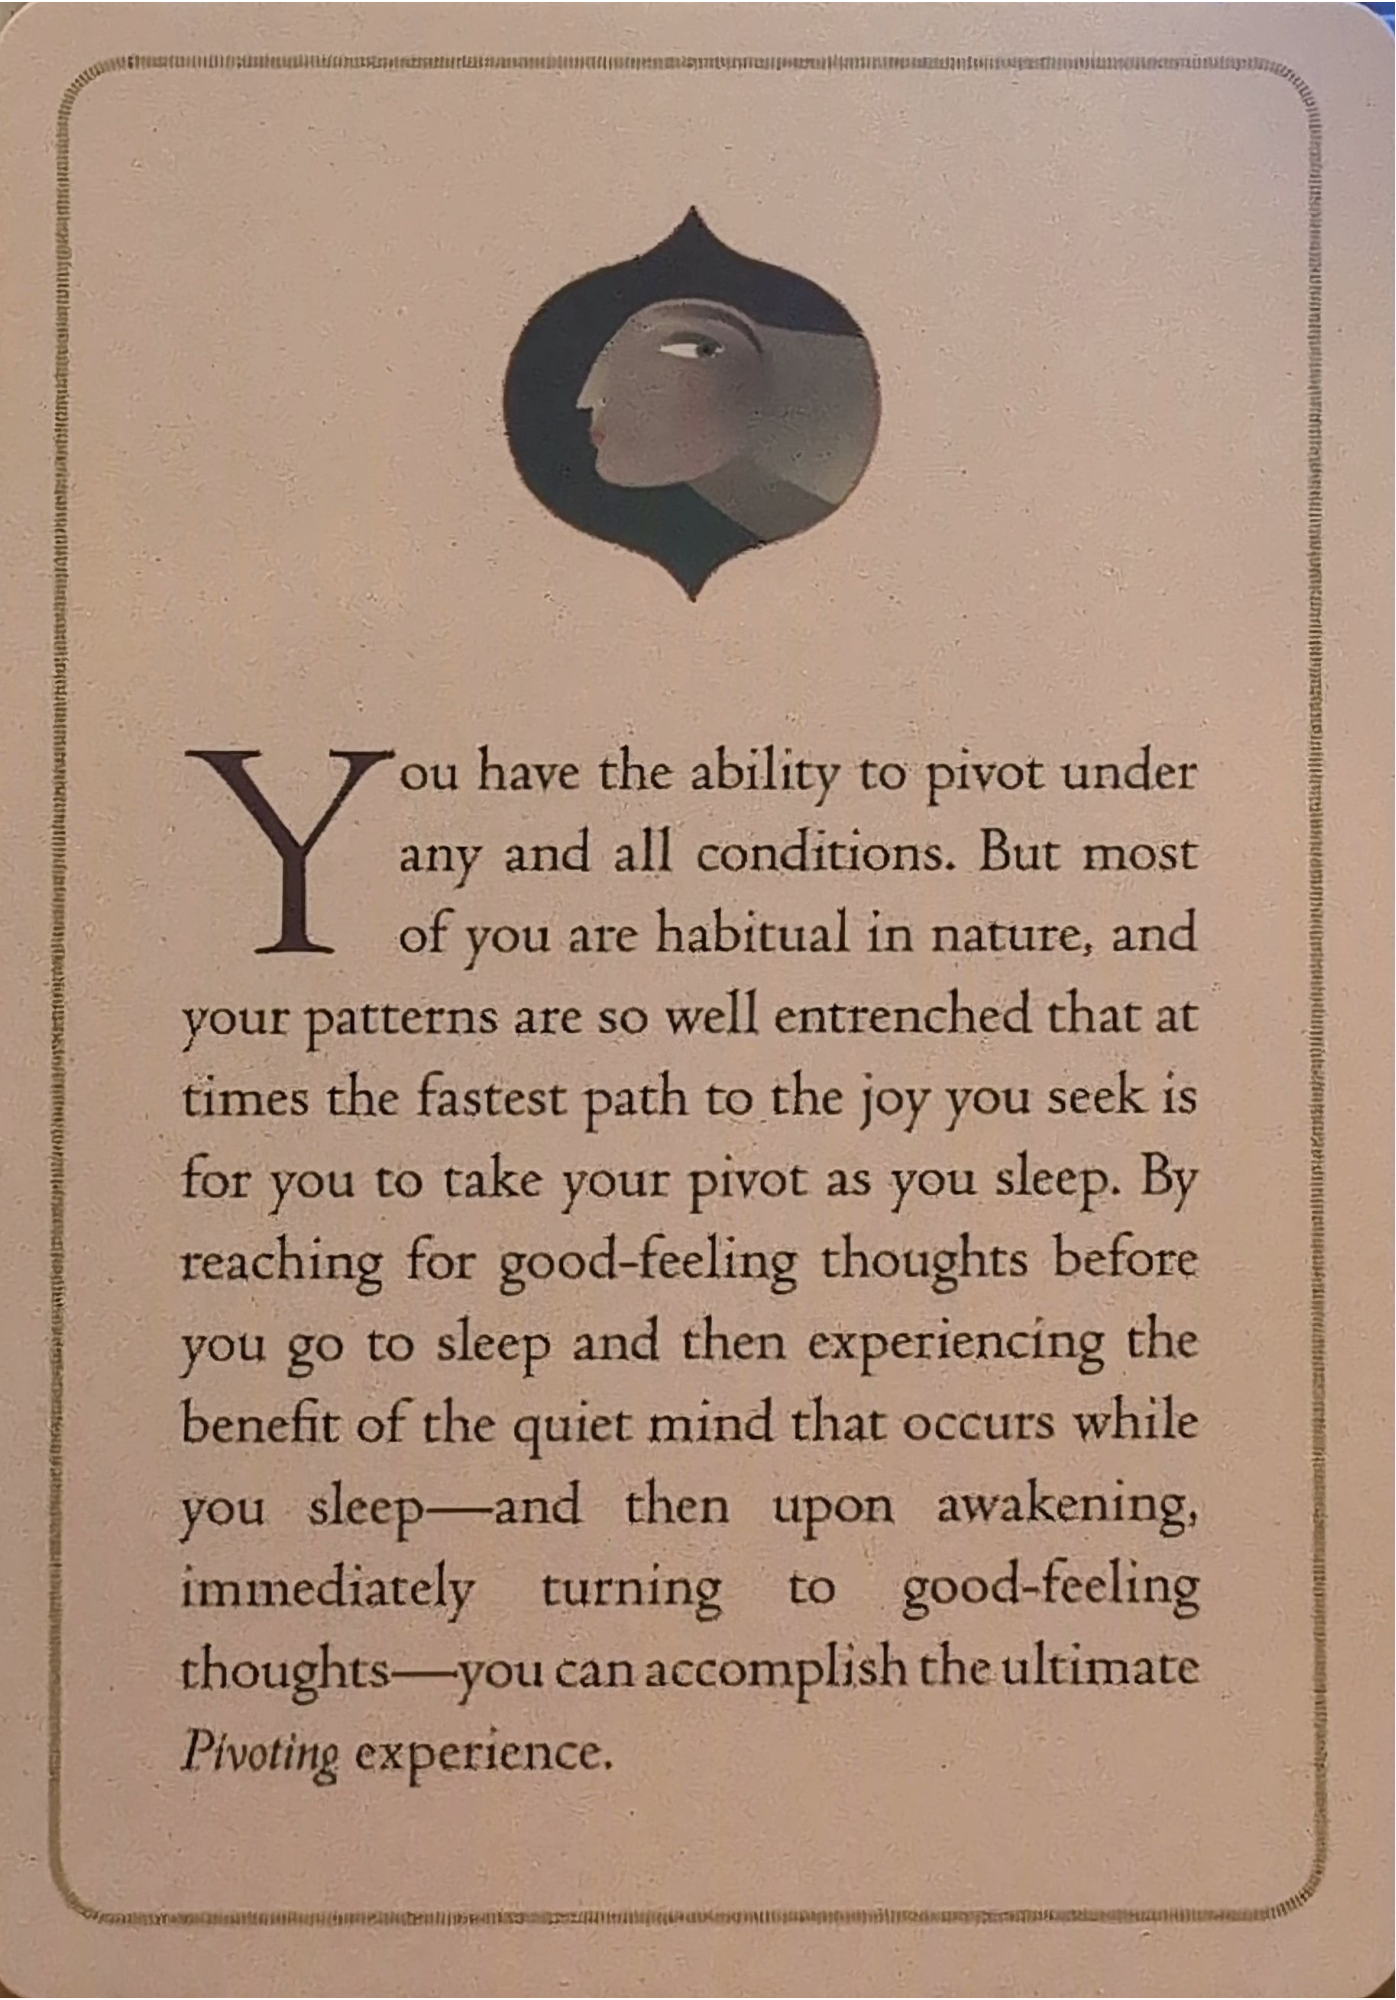 You have the ability to pivot under
any and all conditions. But most
of you are habitual in nature, and
your patterns are so well entrenched that at
times the fastest path to the joy you seek is
for you to take your pivot as you sleep. By
reaching for good-feeling thoughts before
you go to sleep and then experiencing the
benefit of the quiet mind that occurs while
you sleep—and then upon awakening,
immediately turning to good-feeling
thoughts—you can accomplish the ultimate
Pivoting experience.